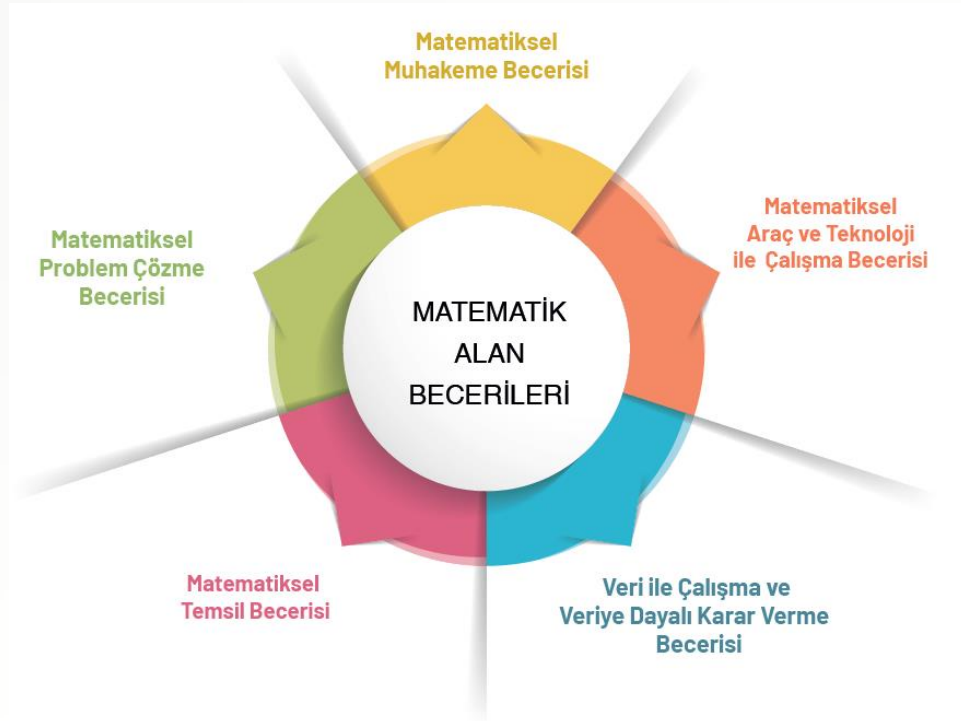 Matematiksel
Muhakeme Becerisi
Matematiksel
Araç ve Teknoloji
ile Çalışma Becerisi
Matematiksel
Problem Çözme
Becerisi
MATEMATİK
ALAN
BECERİLERİ
Matematiksel
Temsil Becerisi
Veri ile Çalışma ve
Veriye Dayalı Karar Verme
Becerisi